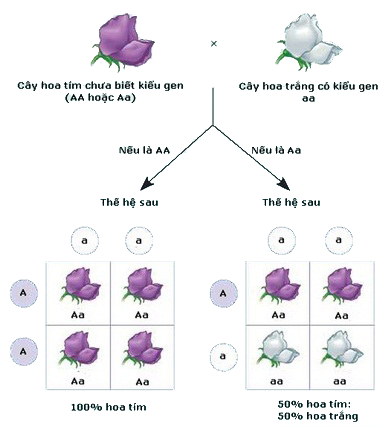 ×
Cây hoa tím chưa biết kiểu gen
(AA hoặc Aa)
Cây hoa trắng có kiểu gen
aa
Nếu là AA
Nếu là Aa
Thế hệ sau
Thế hệ sau
a a
a a
A Aa Aa
A Aa Aa
A Aa Aa
a aa aa
100% hoa tím
50% hoa tím:
50% hoa trắng